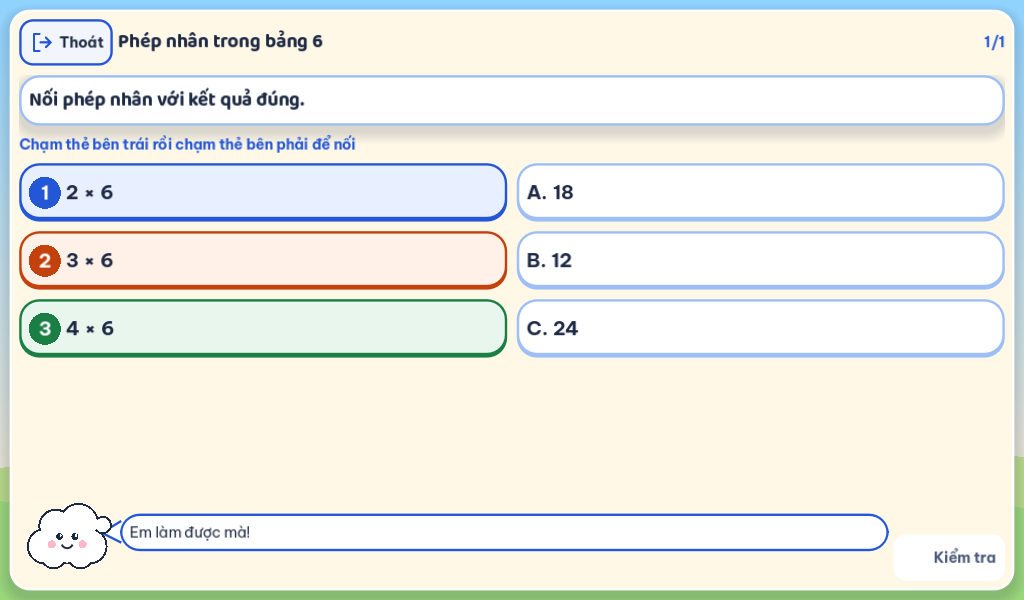 Thoát Phép nhân trong bảng 6 1/1
Nối phép nhân với kết quả đúng.
Chạm thẻ bên trái rồi chạm thẻ bên phải để nối
1 2 × 6 A. 18
2 3 × 6 B. 12
3 4 × 6 C. 24
Em làm được mà!
Kiểm tra